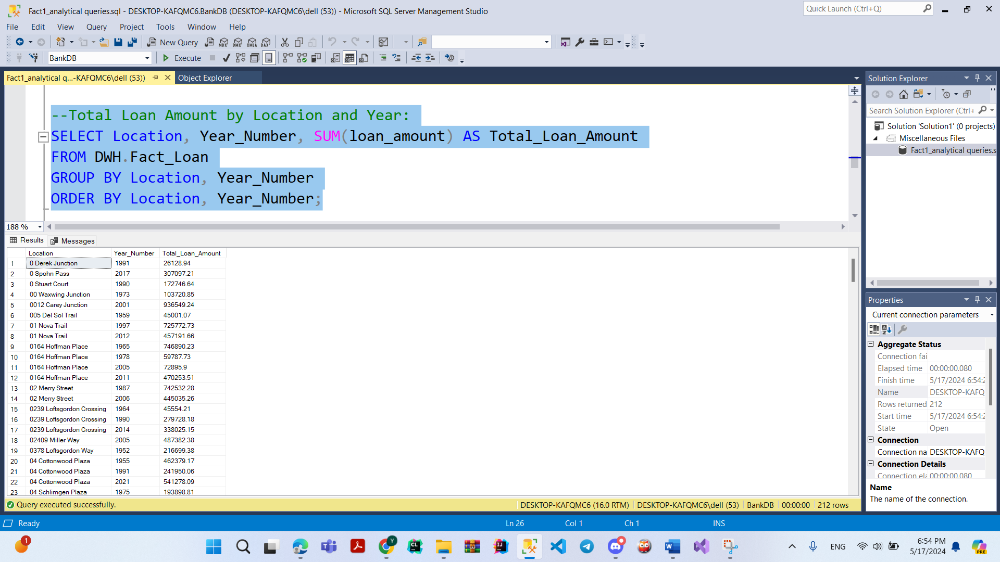 Fact1_analytical queries.sql - DESKTOP-KAFQMC6.BankDB (DESKTOP-KAFQMC6\dell (53)) - Microsoft SQL Server Management Studio
Quick Launch (Ctrl+Q)
File Edit View Query Project Tools Window Help
New Query MDX DMX XMLA DAX
BankDB Execute
Fact1_analytical q...-KAFQMC6\dell (53)) Object Explorer
--Total Loan Amount by Location and Year:
SELECT Location, Year_Number, SUM(loan_amount) AS Total_Loan_Amount
FROM DWH.Fact_Loan
GROUP BY Location, Year_Number
ORDER BY Location, Year_Number;
188 %
Results Messages
Location Year_Number Total_Loan_Amount
1 0 Derek Junction 1991 26128.94
2 0 Spohn Pass 2017 307097.21
3 0 Stuart Court 1990 172746.64
4 00 Waxwing Junction 1973 103720.85
5 0012 Carey Junction 2001 936549.24
6 005 Del Sol Trail 1959 45001.07
7 01 Nova Trail 1997 725772.73
8 01 Nova Trail 2012 457191.66
9 0164 Hoffman Place 1965 746890.23
10 0164 Hoffman Place 1978 59787.73
11 0164 Hoffman Place 2005 72895.9
12 0164 Hoffman Place 2011 470253.51
13 02 Merry Street 1987 742532.28
14 02 Merry Street 2006 445035.26
15 0239 Loftsgordon Crossing 1964 45554.21
16 0239 Loftsgordon Crossing 1990 279728.18
17 0239 Loftsgordon Crossing 2014 338025.15
18 02409 Miller Way 2005 487382.38
19 0378 Loftsgordon Way 1952 216699.38
20 04 Cottonwood Plaza 1955 462379.17
21 04 Cottonwood Plaza 1991 241950.06
22 04 Cottonwood Plaza 2021 541278.09
23 04 Schlimgen Plaza 1975 193898.81
Query executed successfully. DESKTOP-KAFQMC6 (16.0 RTM) DESKTOP-KAFQMC6\dell (53) BankDB 00:00:00 212 rows
Solution Explorer
Search Solution Explorer (Ctrl+
Solution 'Solution1' (0 projects)
Miscellaneous Files
Fact1_analytical queries.s
Properties
Current connection parameters
Aggregate Status
Connection fai
Elapsed time 00:00:00.080
Finish time 5/17/2024 6:54:2
Name DESKTOP-KAFQ
Rows returned 212
Start time 5/17/2024 6:54:2
State Open
Connection
Connection na DESKTOP-KAFQ
Connection Details
Connection ela 00:00:00.080
Name
The name of the connection.
Ready Ln 26 Col 1 Ch 1 INS
1 Y CL IJ ENG 6:54 PM
5/17/2024
PRE